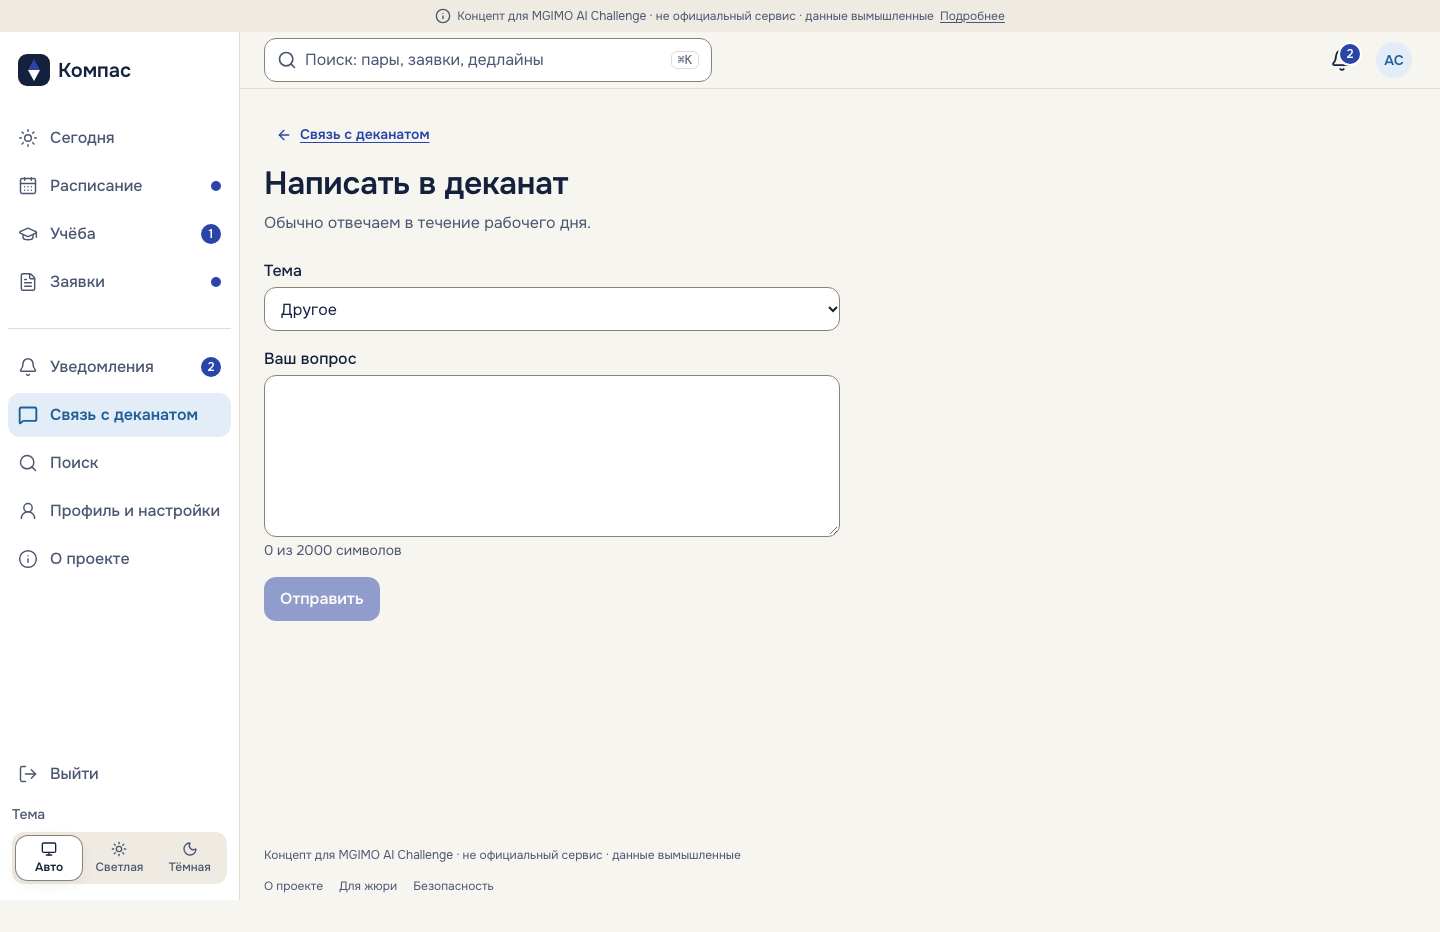 Концепт для MGIMO AI Challenge · не официальный сервис · данные вымышленные Подробнее
Компас
Поиск: пары, заявки, дедлайны
⌘K
2
АС
Сегодня
Расписание
Учёба
1
Заявки
Уведомления
2
Связь с деканатом
Поиск
Профиль и настройки
О проекте
Выйти
Тема
Авто
Светлая
Тёмная
Связь с деканатом
Написать в деканат
Обычно отвечаем в течение рабочего дня.
Тема
Другое
Ваш вопрос
0 из 2000 символов
Отправить
Концепт для MGIMO AI Challenge · не официальный сервис · данные вымышленные
О проекте
Для жюри
Безопасность